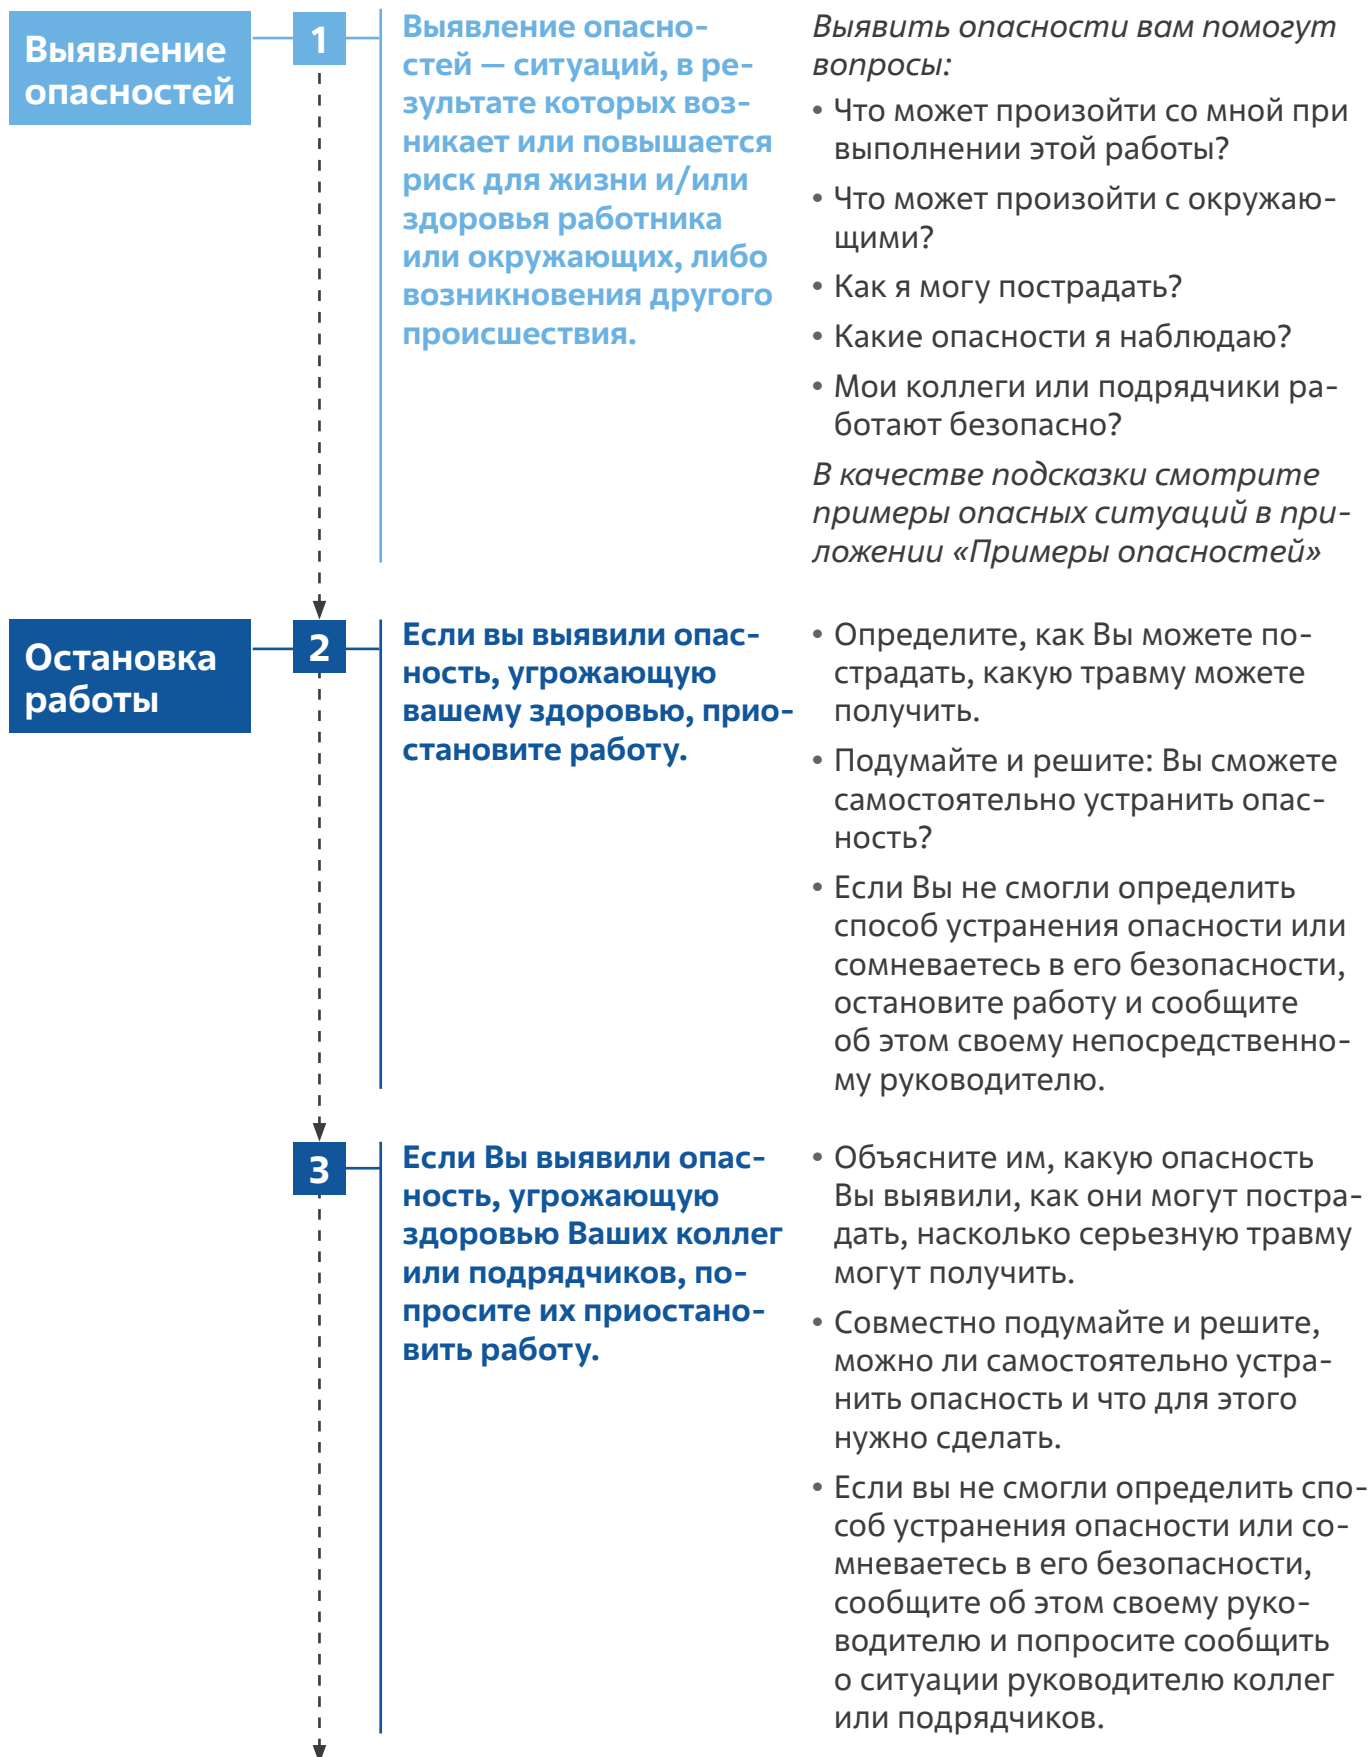 Выявление
опасностей
1
Выявление опасно-
стей — ситуаций, в ре-
зультате которых воз-
никает или повышается
риск для жизни и/или
здоровья работника
или окружающих, либо
возникновения другого
происшествия.
Выявить опасности вам помогут
вопросы:
• Что может произойти со мной при
выполнении этой работы?
• Что может произойти с окружаю-
щими?
• Как я могу пострадать?
• Какие опасности я наблюдаю?
• Мои коллеги или подрядчики ра-
ботают безопасно?
В качестве подсказки смотрите
примеры опасных ситуаций в при-
ложении «Примеры опасностей»
Остановка
работы
2
Если вы выявили опас-
ность, угрожающую
вашему здоровью, прио-
становите работу.
• Определите, как Вы можете по-
страдать, какую травму можете
получить.
• Подумайте и решите: Вы сможете
самостоятельно устранить опас-
ность?
• Если Вы не смогли определить
способ устранения опасности или
сомневаетесь в его безопасности,
остановите работу и сообщите
об этом своему непосредственно-
му руководителю.
3
Если Вы выявили опас-
ность, угрожающую
здоровью Ваших коллег
или подрядчиков, по-
просите их приостано-
вить работу.
• Объясните им, какую опасность
Вы выявили, как они могут постра-
дать, насколько серьезную травму
могут получить.
• Совместно подумайте и решите,
можно ли самостоятельно устра-
нить опасность и что для этого
нужно сделать.
• Если вы не смогли определить спо-
соб устранения опасности или со-
мневаетесь в его безопасности,
сообщите об этом своему руко-
водителю и попросите сообщить
о ситуации руководителю коллег
или подрядчиков.